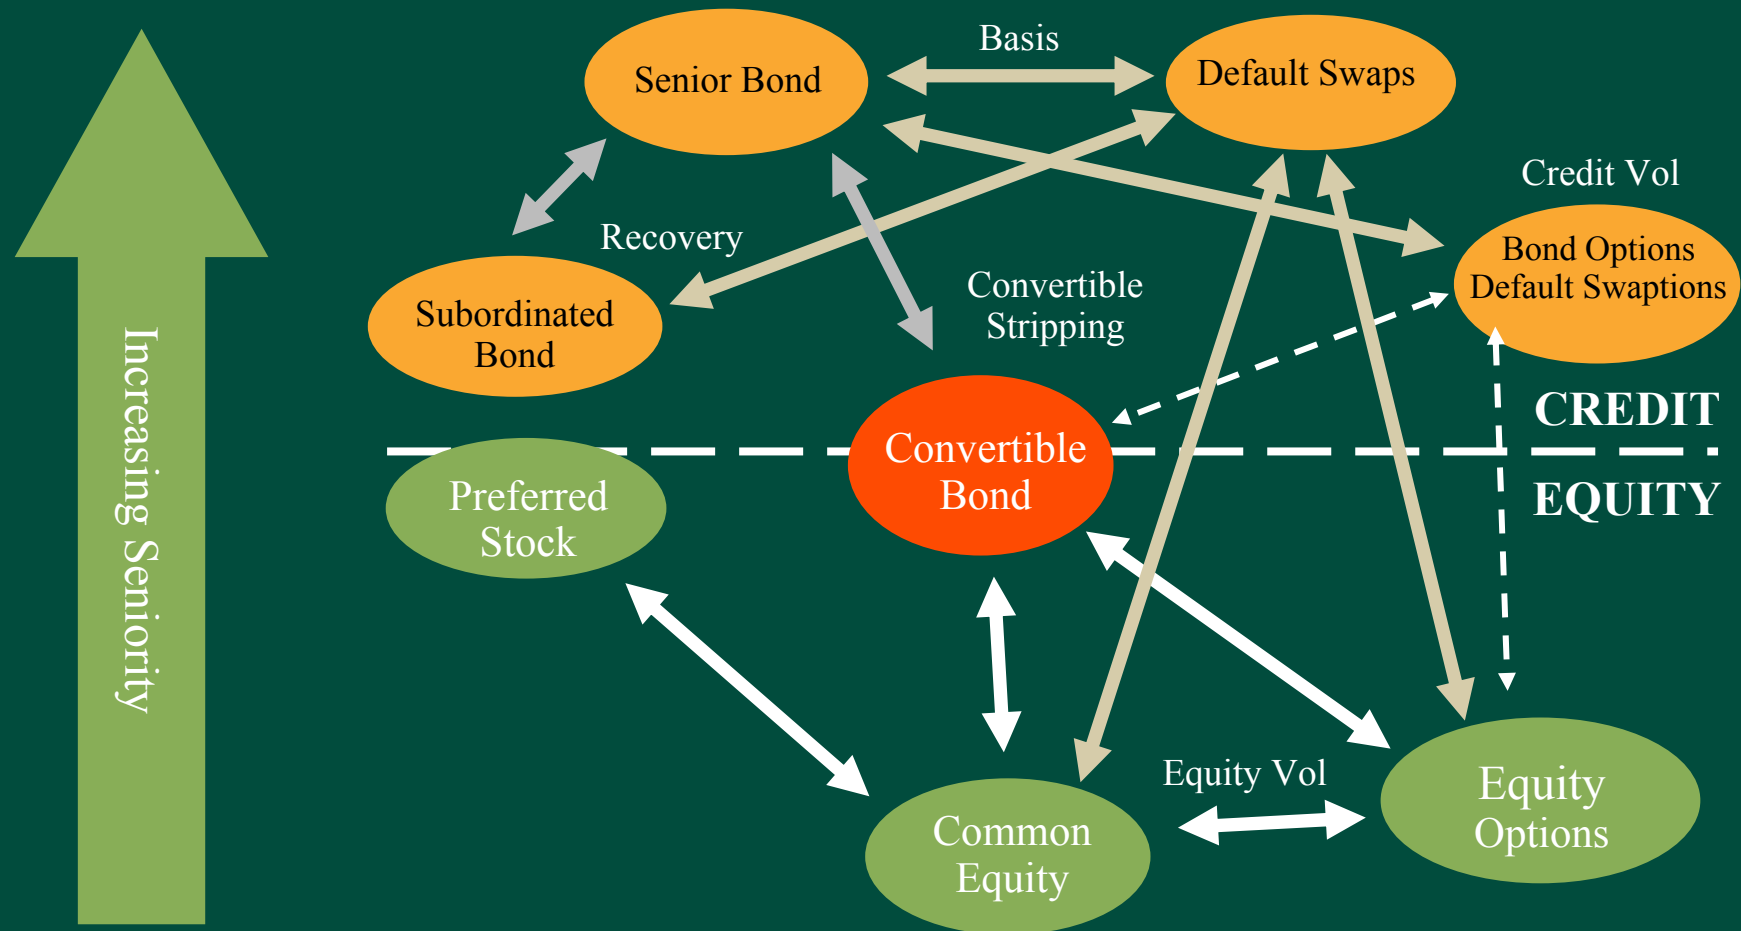 Basis
Senior Bond
Default Swaps
Credit Vol
Recovery
Bond Options
Default Swaptions
Convertible
Stripping
Subordinated
Bond
Increasing Seniority
CREDIT
Convertible
Bond
EQUITY
Preferred
Stock
Equity Vol
Equity
Options
Common
Equity